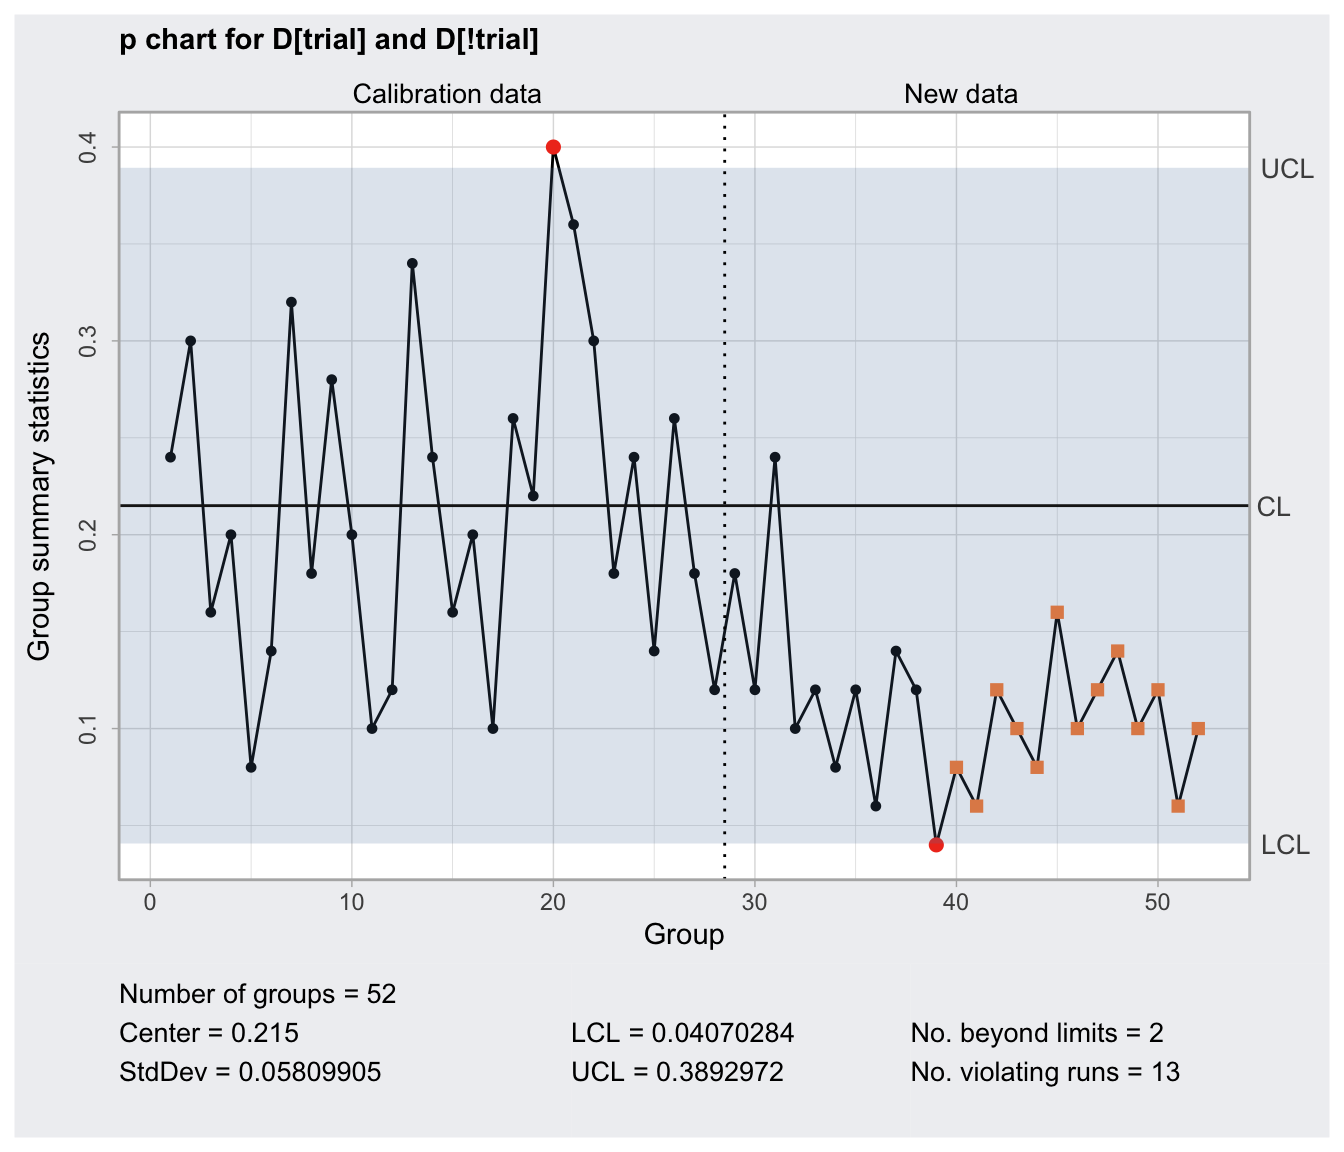 p chart for D[trial] and D[!trial]
Calibration data
New data
0.4
0.3
0.2
0.1
UCL
CL
LCL
Group summary statistics
0
10
20
30
40
50
Group
Number of groups = 52
Center = 0.215
LCL = 0.04070284
No. beyond limits = 2
StdDev = 0.05809905
UCL = 0.3892972
No. violating runs = 13